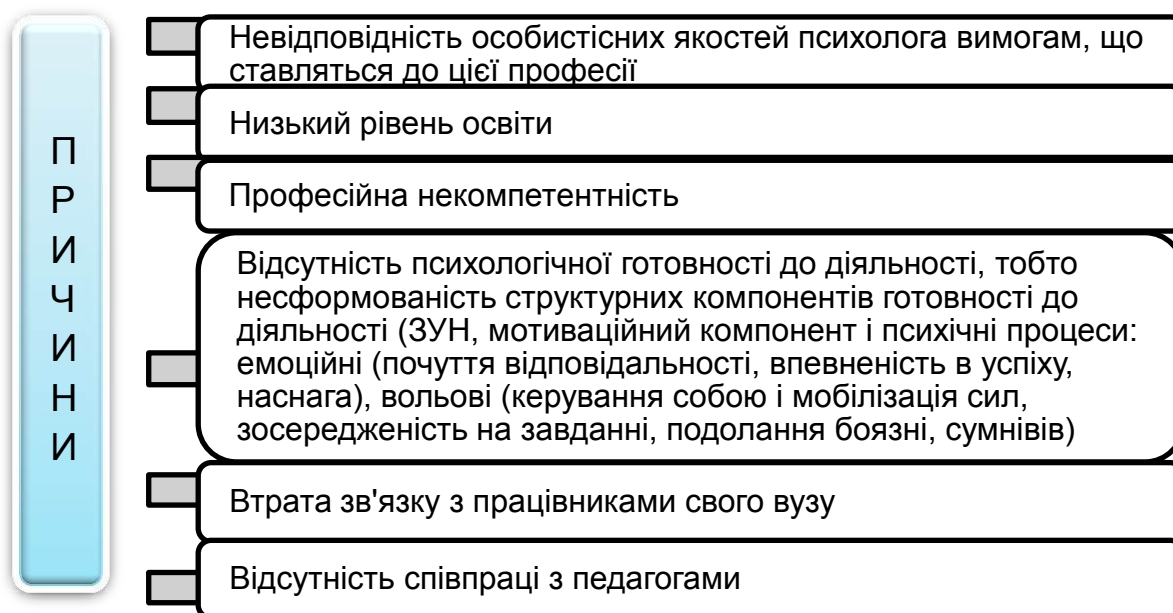 П
Р
И
Ч
И
Н
И
Невідповідність особистісних якостей психолога вимогам, що
ставляться до цієї професії
Низький рівень освіти
Професійна некомпетентність
Відсутність психологічної готовності до діяльності, тобто
несформованість структурних компонентів готовності до
діяльності (ЗУН, мотиваційний компонент і психічні процеси:
емоційні (почуття відповідальності, впевненість в успіху,
наснага), вольові (керування собою і мобілізація сил,
зосередженість на завданні, подолання боязні, сумнівів)
Втрата зв'язку з працівниками свого вузу
Відсутність співпраці з педагогами